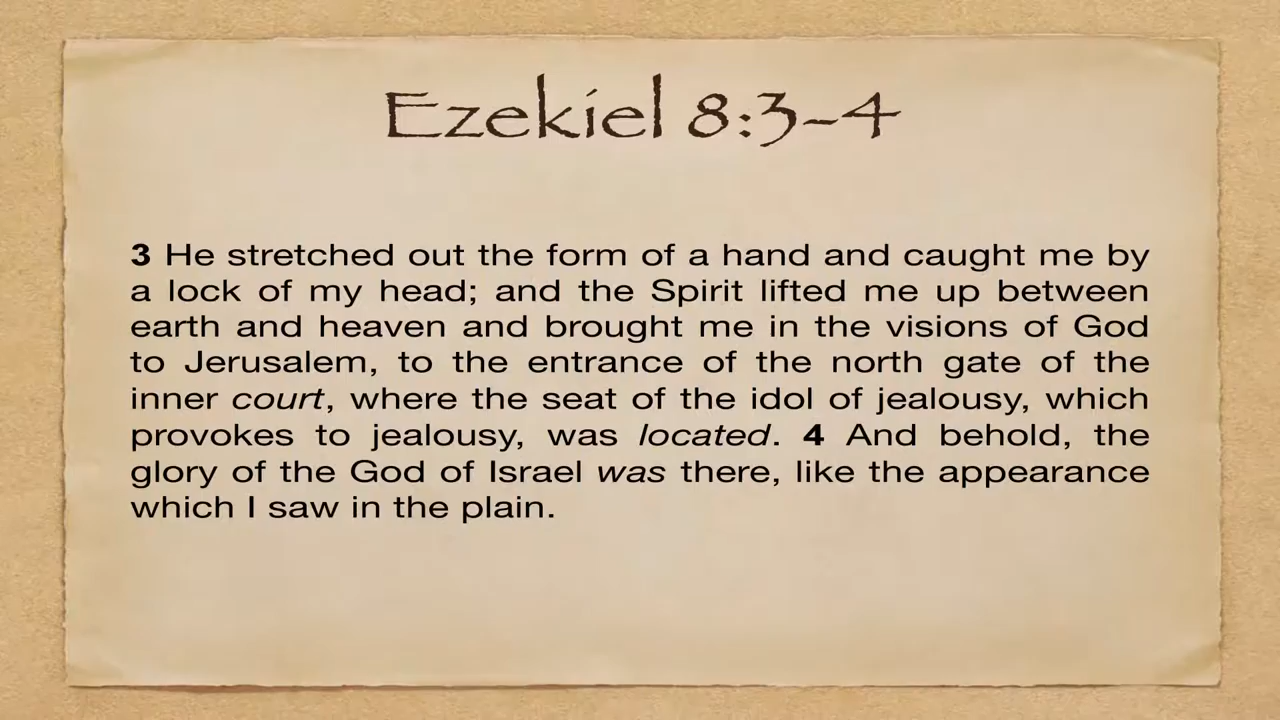 Ezekiel 8:3-4
3 He stretched out the form of a hand and caught me by
a lock of my head; and the Spirit lifted me up between
earth and heaven and brought me in the visions of God
to Jerusalem, to the entrance of the north gate of the
inner court, where the seat of the idol of jealousy, which
provokes to jealousy, was located. 4 And behold, the
glory of the God of Israel was there, like the appearance
which I saw in the plain.